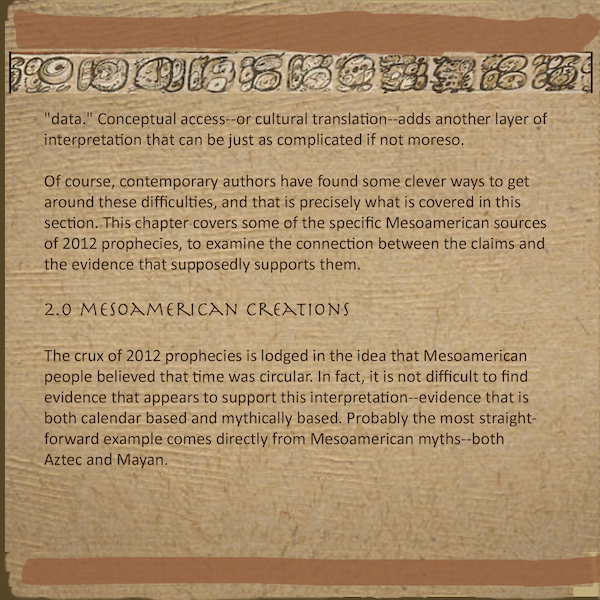 "data." Conceptual access--or cultural translation--adds another layer of
interpretation that can be just as complicated if not moreso.
Of course, contemporary authors have found some clever ways to get
around these difficulties, and that is precisely what is covered in this
section. This chapter covers some of the specific Mesoamerican sources
of 2012 prophecies, to examine the connection between the claims and
the evidence that supposedly supports them.
2.0 Mesoamerican Creations
The crux of 2012 prophecies is lodged in the idea that Mesoamerican
people believed that time was circular. In fact, it is not difficult to find
evidence that appears to support this interpretation--evidence that is
both calendar based and mythically based. Probably the most straight-
forward example comes directly from Mesoamerican myths--both
Aztec and Mayan.